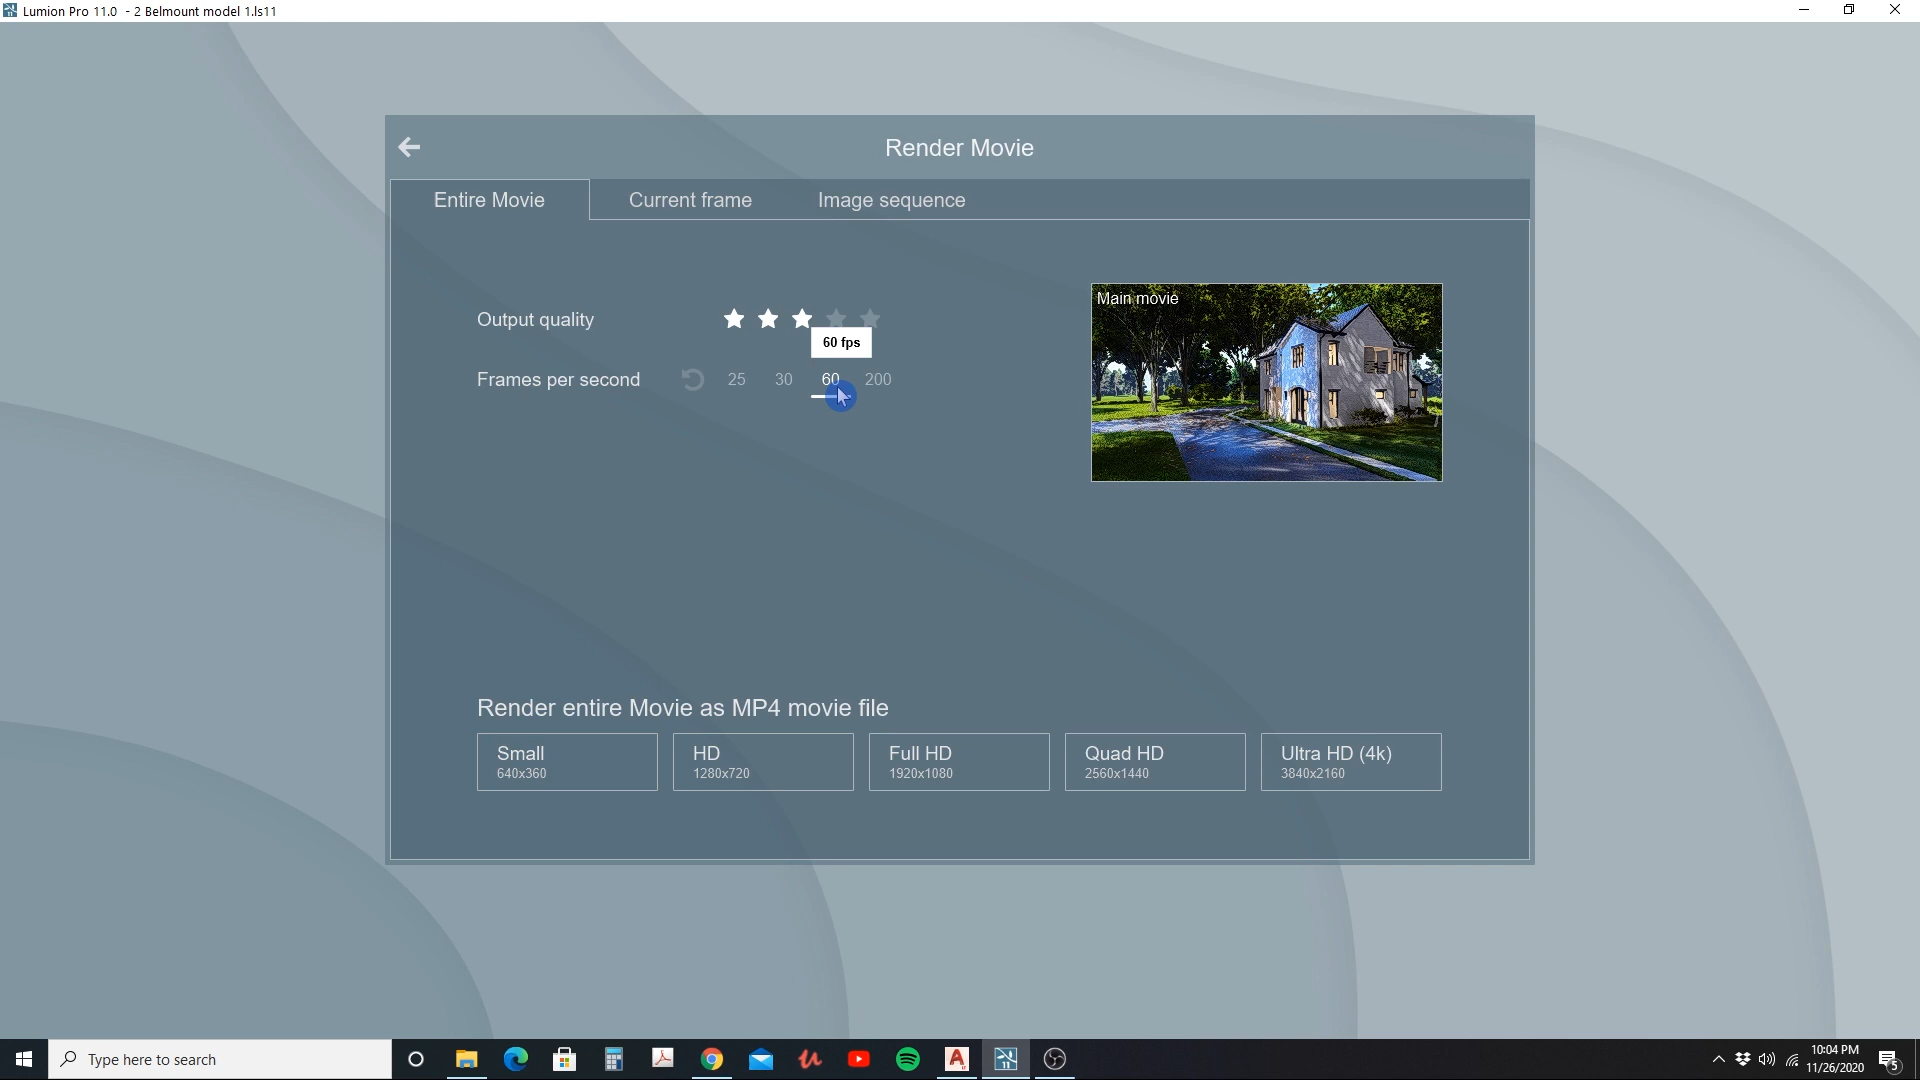 Lumion Pro 11.0 - 2 Belmount model 1.ls11
Render Movie
Entire Movie
Current frame
Image sequence
Output quality
Main movie
60 fps
Frames per second
25
30
60
200
Render entire Movie as MP4 movie file
Small
640x360
HD
1280x720
Full HD
1920x1080
Quad HD
2560x1440
Ultra HD (4k)
3840x2160
Type here to search
10:04 PM
11/26/2020
5